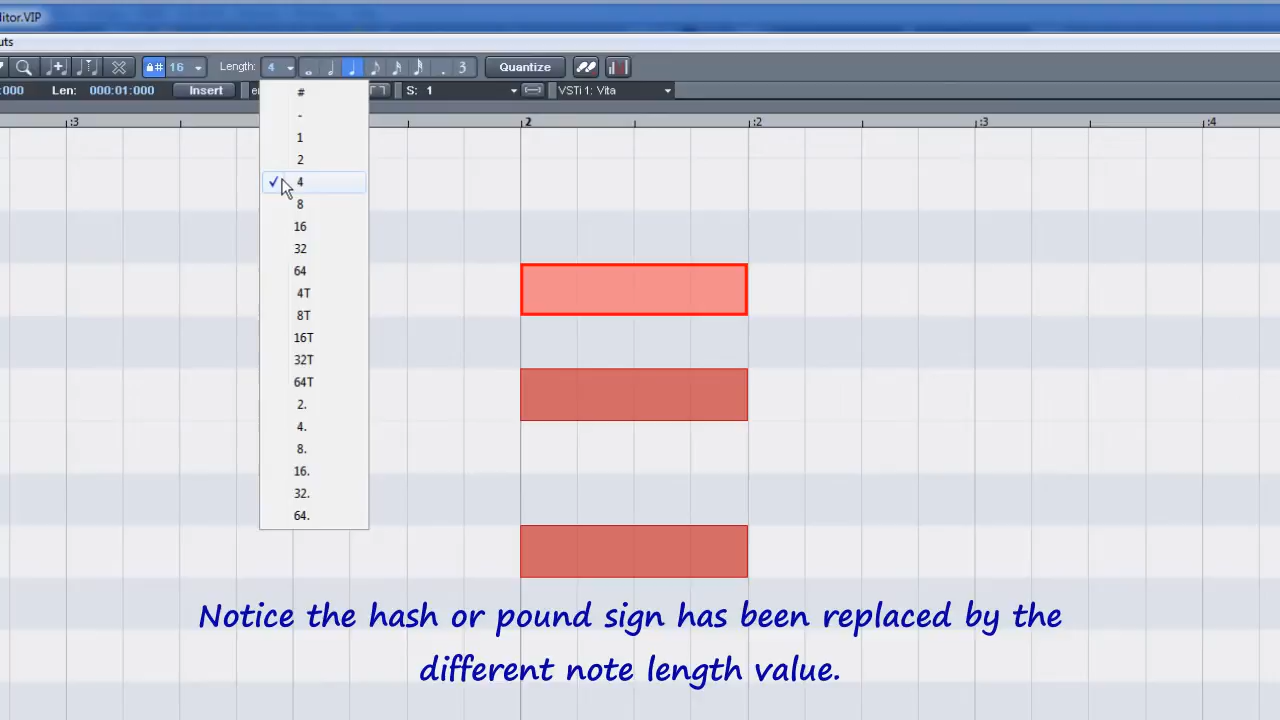 itor.VIP
uts
16 Length: 4 3 Quantize
000 Len: 000:01:000 Insert S: 1 VSTi 1: Vita
:3 2 :2 :3 :4
#
-
1
2
4
8
16
32
64
4T
8T
16T
32T
64T
2.
4.
8.
16.
32.
64.
Notice the hash or pound sign has been replaced by the
different note length value.